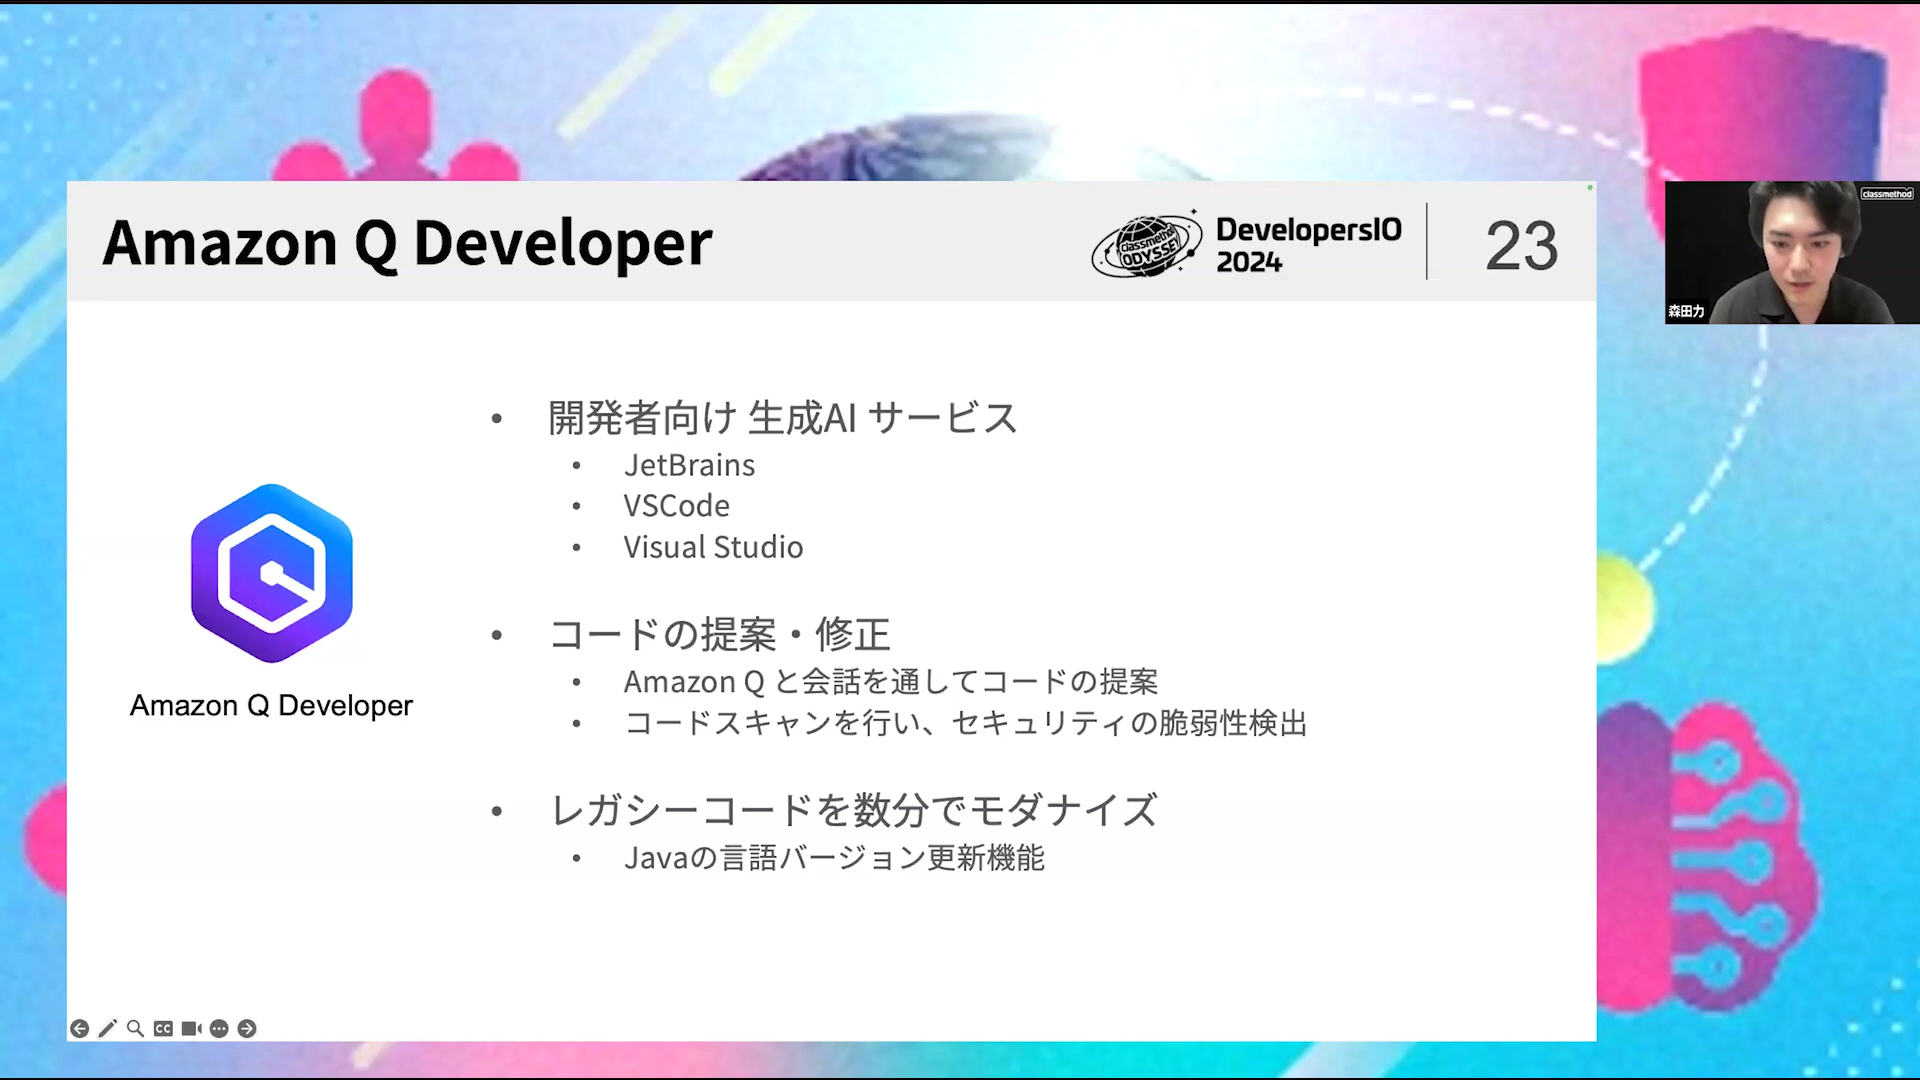 Amazon Q Developer
classmethod
ODYSSEY
DevelopersIO
2024
23
classmethod
森田力
• 開発者向け 生成AI サービス
• JetBrains
• VSCode
• Visual Studio
• コードの提案・修正
• Amazon Q と会話を通してコードの提案
• コードスキャンを行い、セキュリティの脆弱性検出
• レガシーコードを数分でモダナイズ
• Javaの言語バージョン更新機能
Amazon Q Developer
CC